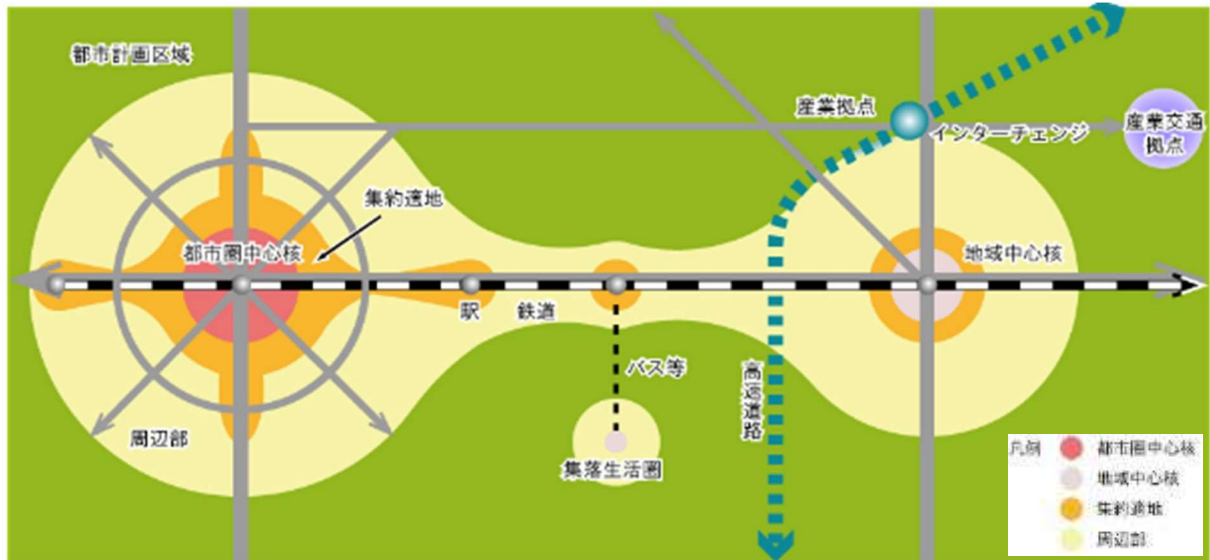 都市計画区域
産業拠点
インターチェンジ
産業交通
拠点
集約適地
都市圏中心核
地域中心核
駅
鉄道
バス等
高速道路
周辺部
集落生活圏
凡例
都市圏中心核
地域中心核
集約適地
周辺部